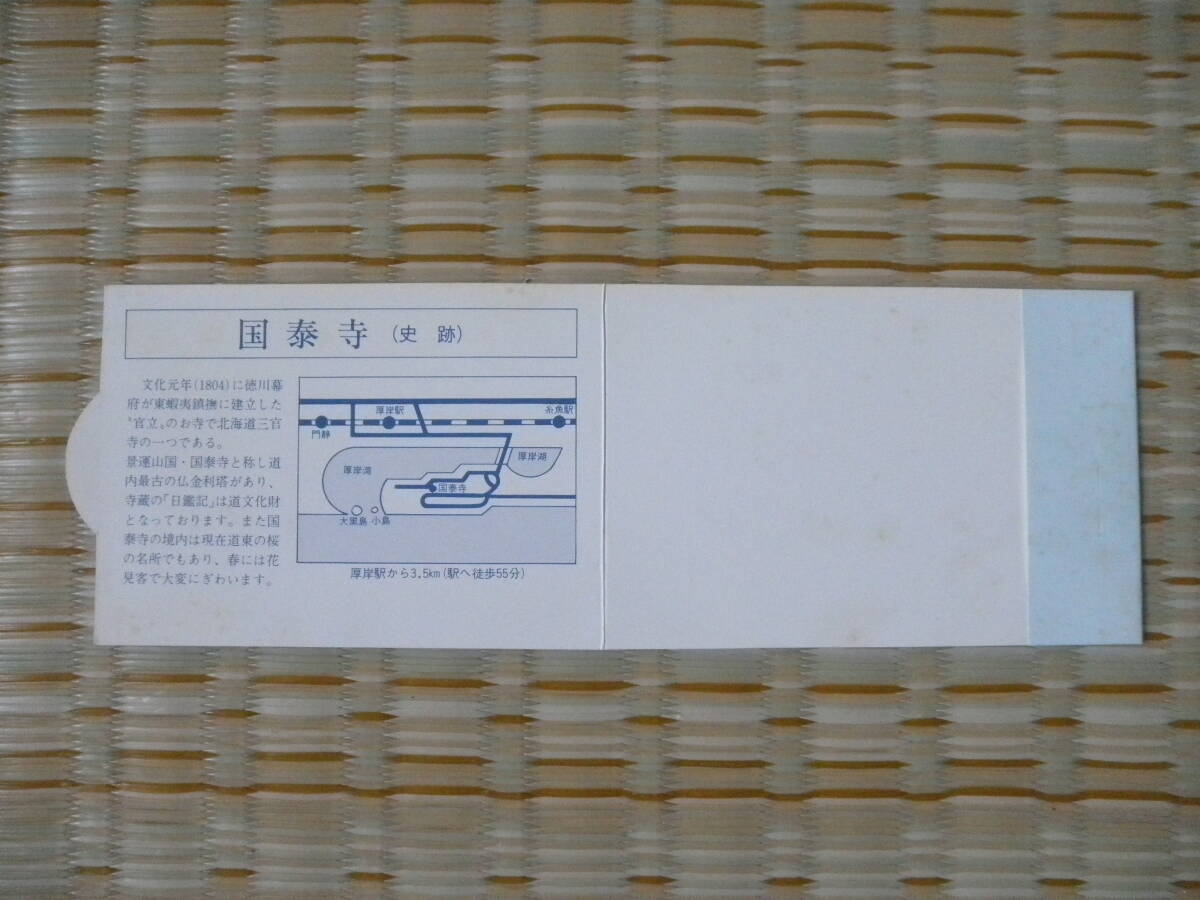 国泰寺(史跡)
文化元年(1804)に徳川幕
府が東蝦夷鎮撫に建立した
“官立„のお寺で北海道三官
寺の一つである。
景運山国・国泰寺と称し道
内最古の仏金利塔があり、
寺蔵の「日鑑記」は道文化財
となっております。また国
泰寺の境内は現在道東の桜
の名所でもあり、春には花
見客で大変にぎわいます。
厚岸駅
糸魚駅
門静
厚岸湖
厚岸湖
国泰寺
大黒島
小島
厚岸駅から3.5km(駅へ徒歩55分)